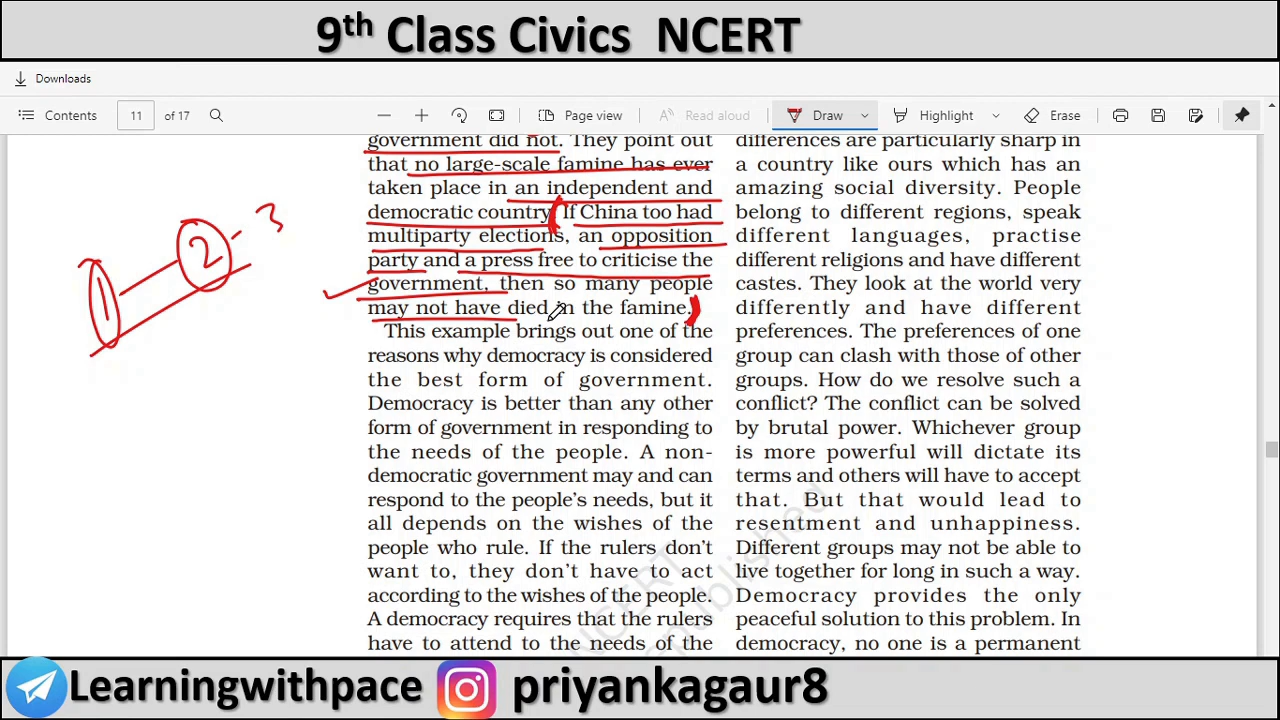 9th Class Civics NCERT
Downloads
Contents 11 of 17 Page view Read aloud Draw Highlight Erase
1 2 3
government did not. They point out
that no large-scale famine has ever
taken place in an independent and
democratic country. If China too had
multiparty elections, an opposition
party and a press free to criticise the
government, then so many people
may not have died in the famine.
This example brings out one of the
reasons why democracy is considered
the best form of government.
Democracy is better than any other
form of government in responding to
the needs of the people. A non-
democratic government may and can
respond to the people's needs, but it
all depends on the wishes of the
people who rule. If the rulers don't
want to, they don't have to act
according to the wishes of the people.
A democracy requires that the rulers
have to attend to the needs of the
differences are particularly sharp in
a country like ours which has an
amazing social diversity. People
belong to different regions, speak
different languages, practise
different religions and have different
castes. They look at the world very
differently and have different
preferences. The preferences of one
group can clash with those of other
groups. How do we resolve such a
conflict? The conflict can be solved
by brutal power. Whichever group
is more powerful will dictate its
terms and others will have to accept
that. But that would lead to
resentment and unhappiness.
Different groups may not be able to
live together for long in such a way.
Democracy provides the only
peaceful solution to this problem. In
democracy, no one is a permanent
Learningwithpace priyankagaur8